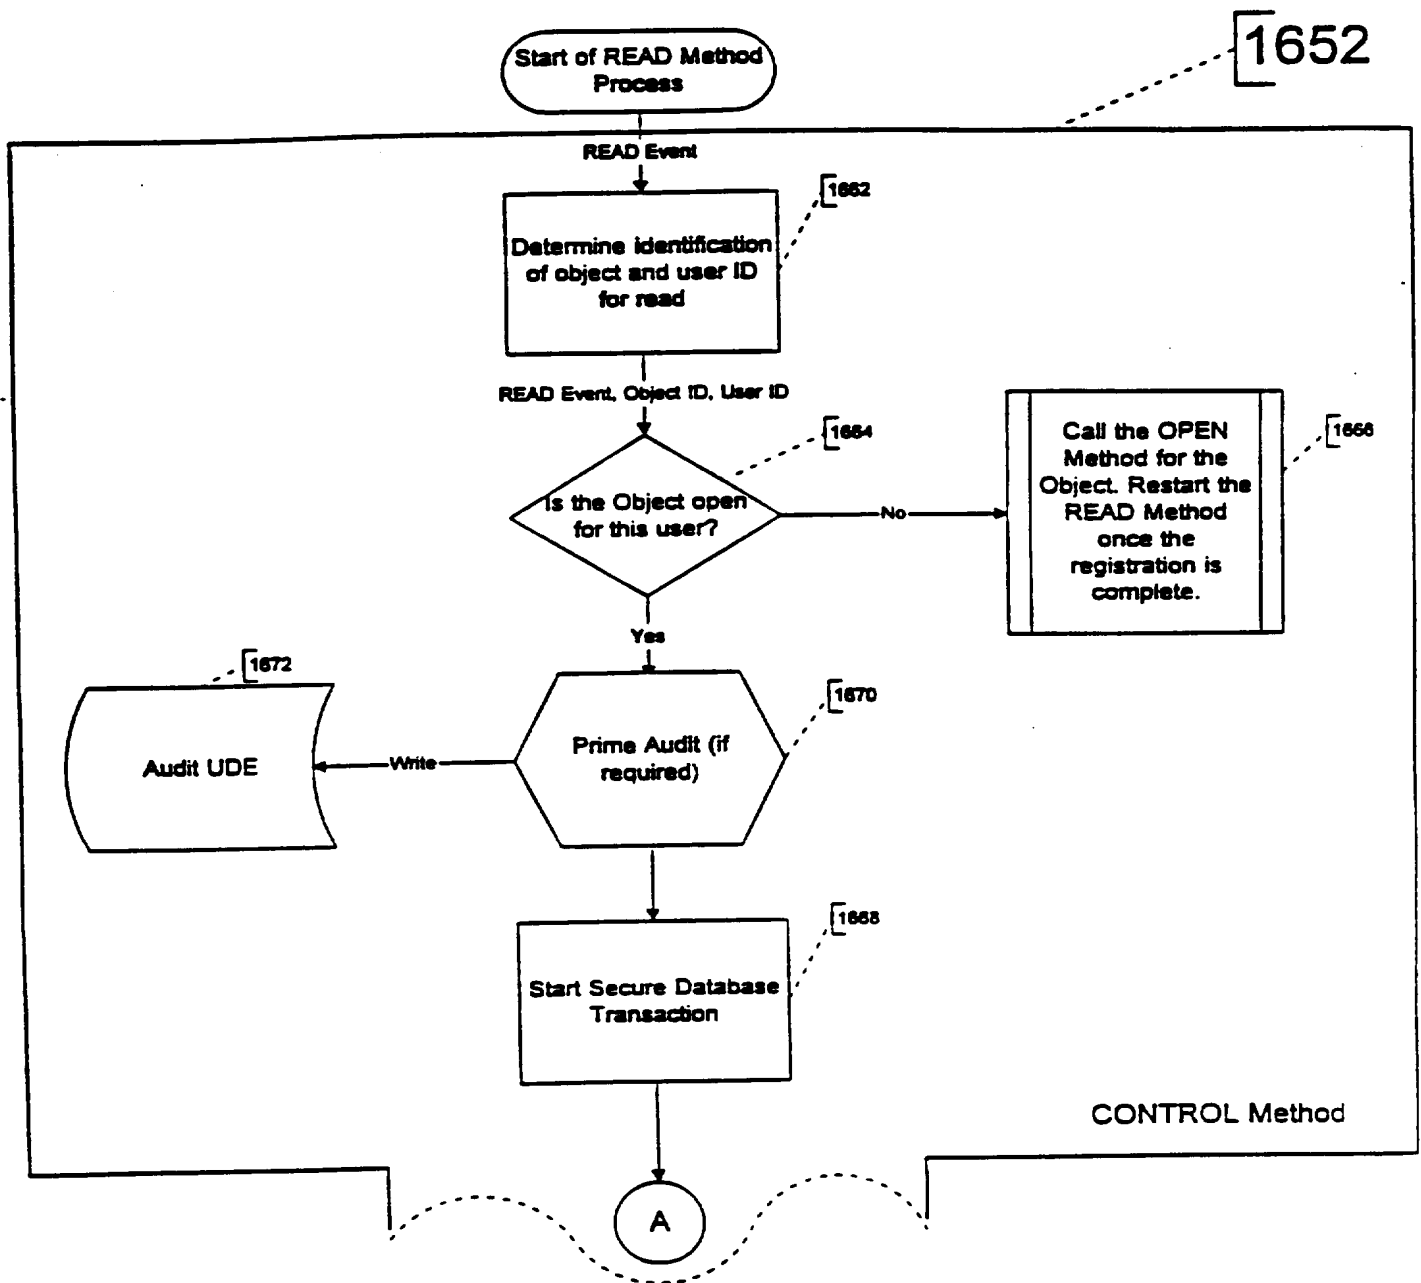 1652
Start of READ Method
Process
READ Event
1662
Determine identification
of object and user ID
for read
READ Event, Object ID, User ID
1664
Is the Object open
for this user?
No
Call the OPEN
Method for the
Object. Restart the
READ Method
once the
registration is
complete.
1666
Yes
1672
Audit UDE
Write
Prime Audit (if
required)
1670
1668
Start Secure Database
Transaction
CONTROL Method
A